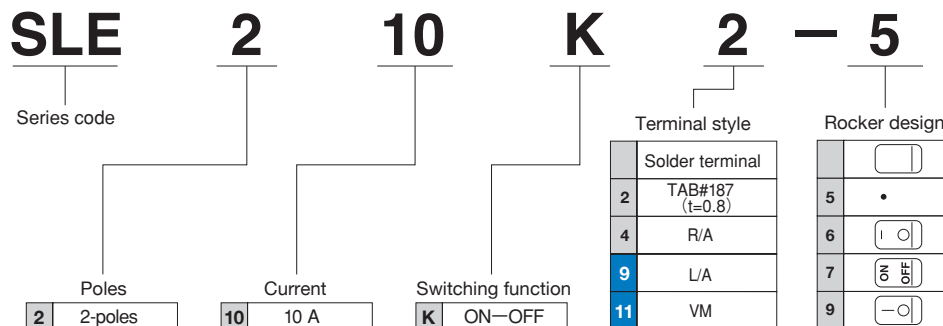 SLE 2 10 K 2 − 5
Series code
Terminal style
Solder terminal
2 TAB#187
(t=0.8)
4 R/A
9 L/A
11 VM
Rocker design
5 •
6 — ○
7 ON OFF
9 — ○
Poles
2 2-poles
Current
10 10 A
Switching function
K ON−OFF